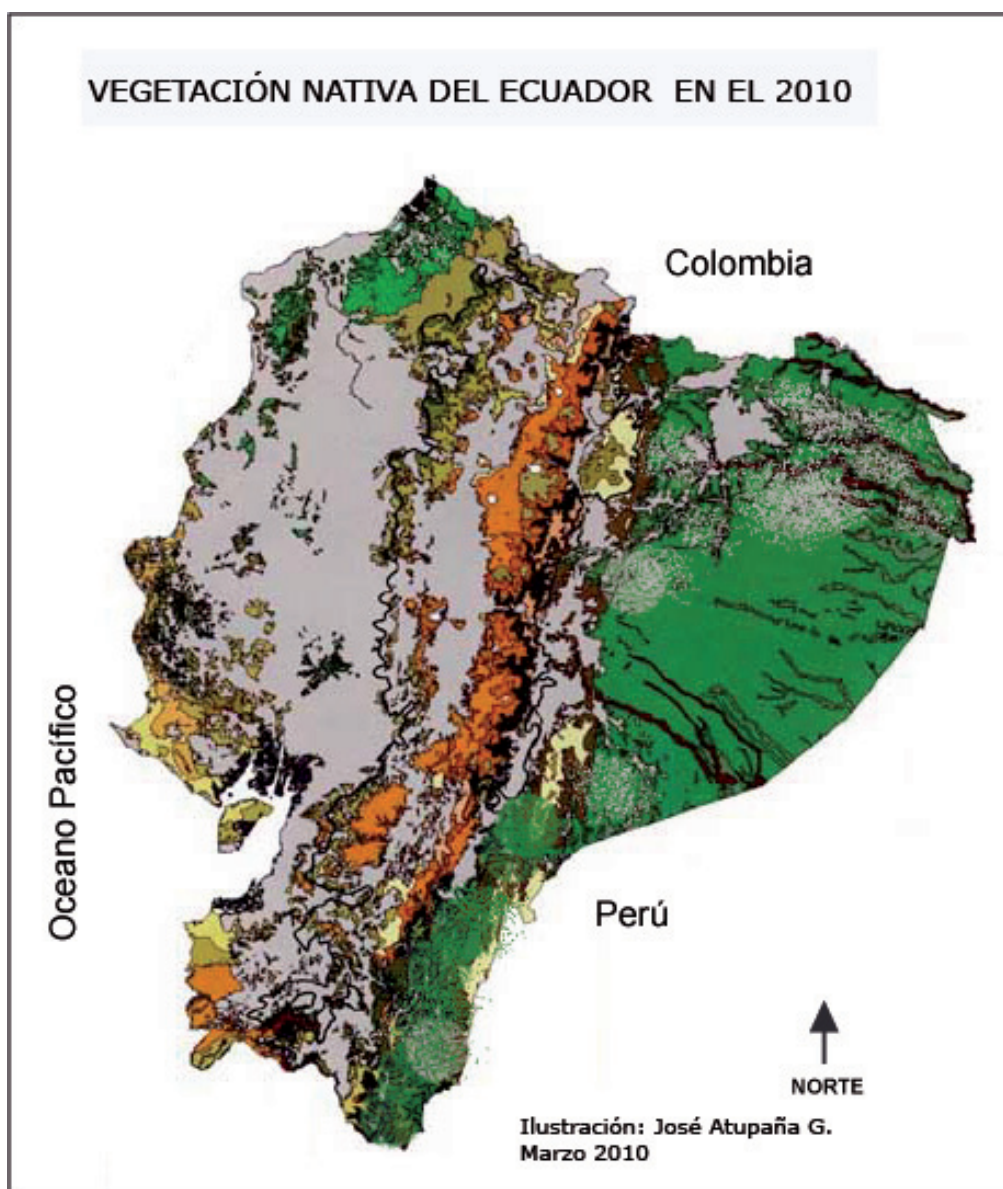 VEGETACIÓN NATIVA DEL ECUADOR EN EL 2010
Colombia
Oceano Pacífico
Perú
NORTE
Ilustración: José Atupaña G.
Marzo 2010